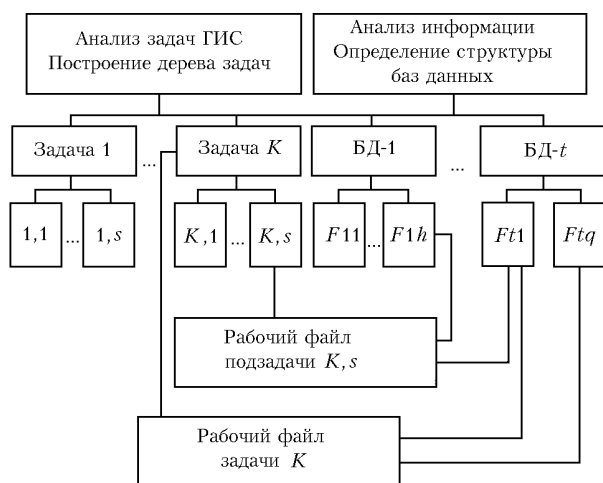 Анализ задач ГИС
Построение дерева задач
Анализ информации
Определение структуры
баз данных
Задача 1
...
Задача K
БД-1
...
БД-t
1,1
...
1,s
K,1
...
K,s
F11
...
F1h
Ft1
Ftq
Рабочий файл
подзадачи K,s
Рабочий файл
задачи K